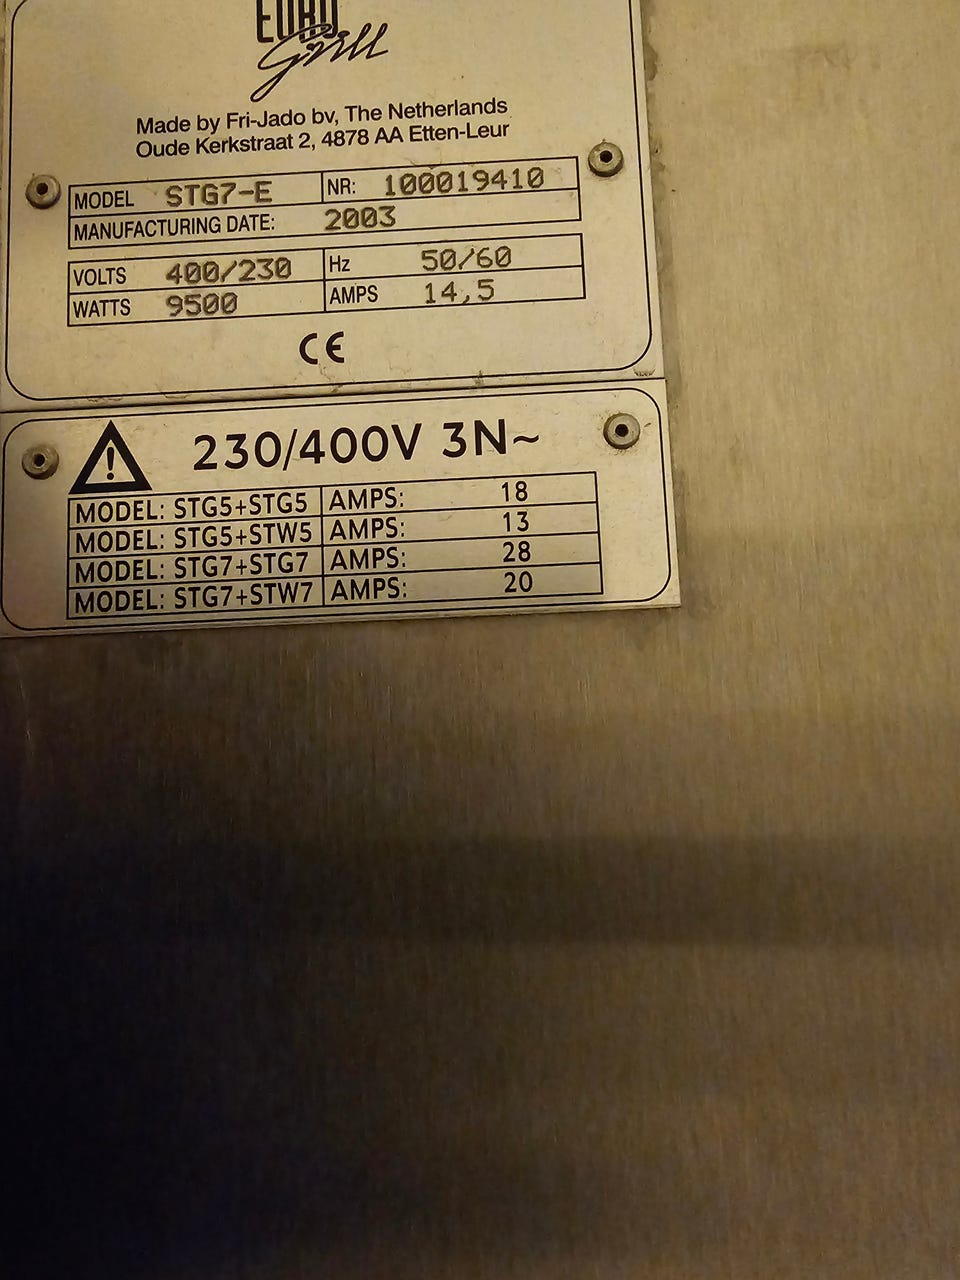 EURO
Grill
Made by Fri-Jado bv, The Netherlands
Oude Kerkstraat 2, 4878 AA Etten-Leur
MODEL STG7-E NR: 100019410
MANUFACTURING DATE: 2003
VOLTS 400/230 Hz 50/60
WATTS 9500 AMPS 14,5
CE
230/400V 3N~
MODEL: STG5+STG5 AMPS: 18
MODEL: STG5+STW5 AMPS: 13
MODEL: STG7+STG7 AMPS: 28
MODEL: STG7+STW7 AMPS: 20